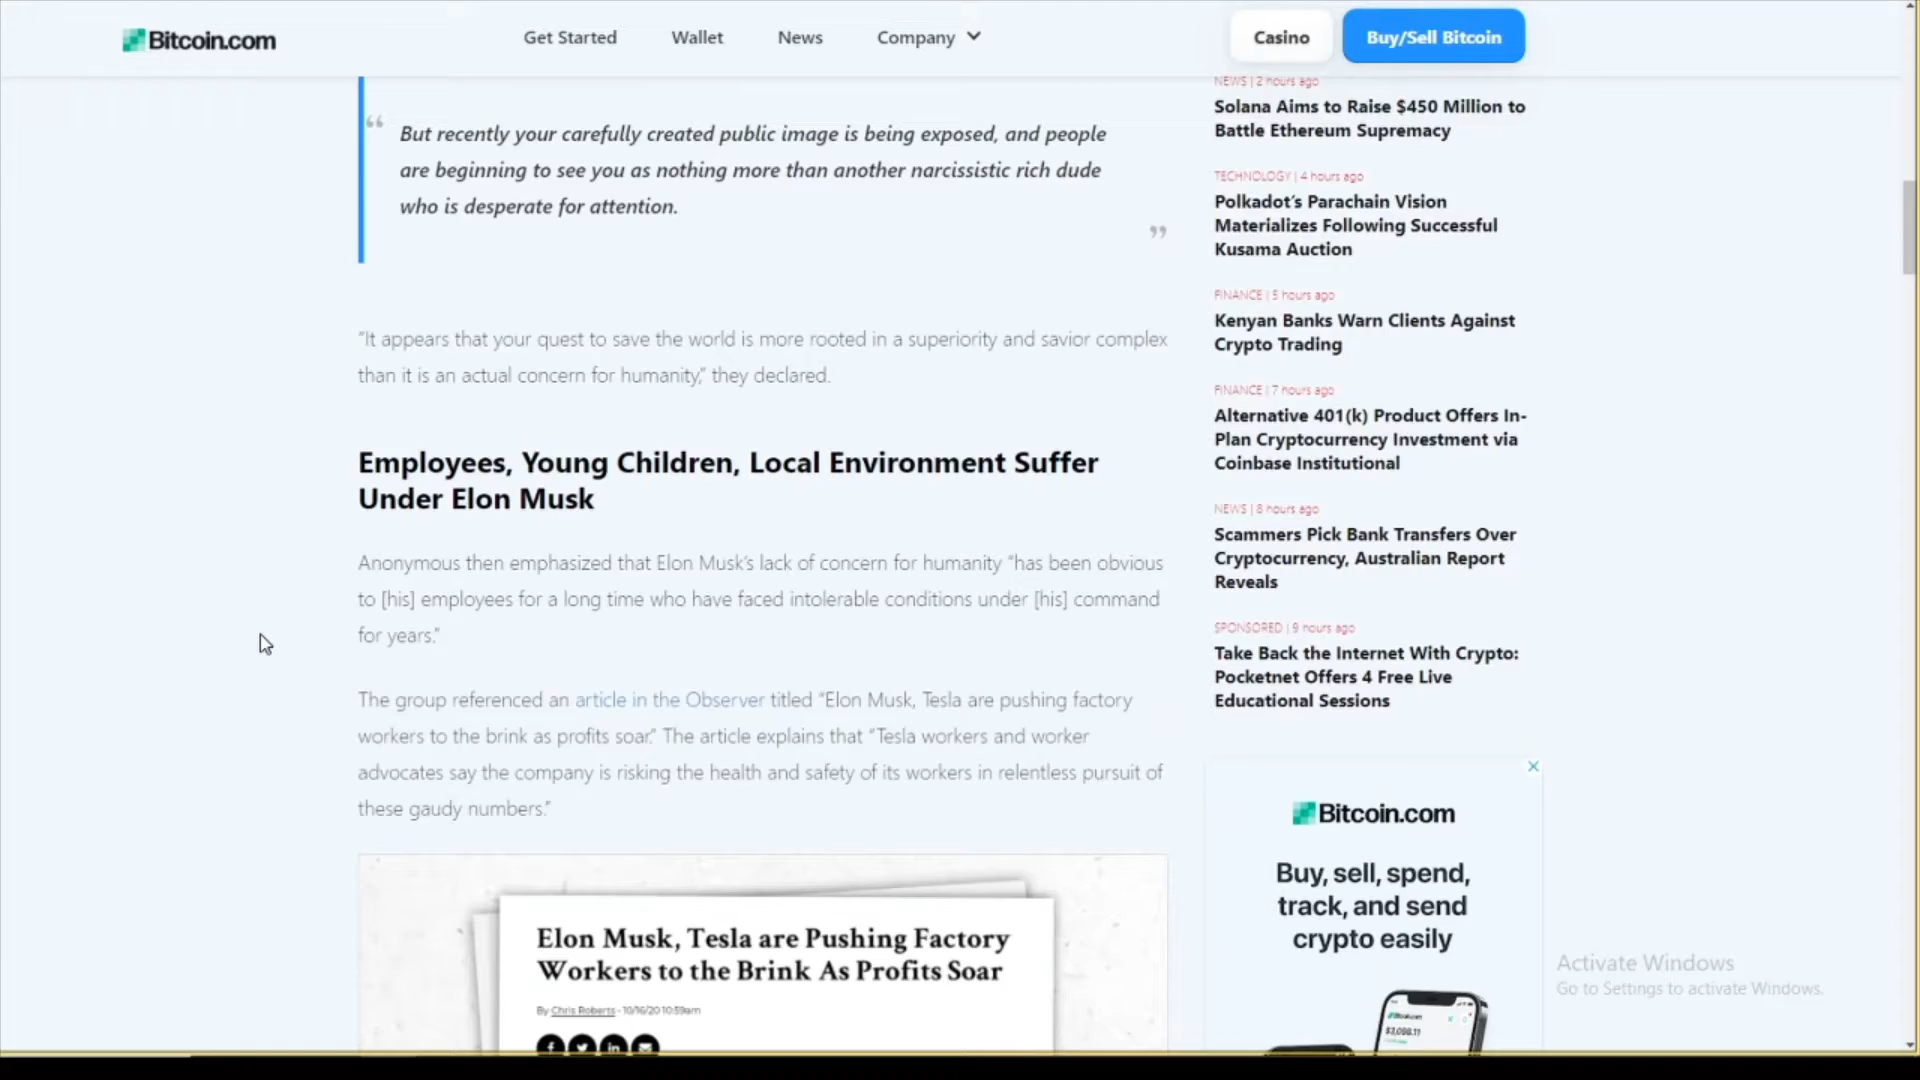 Bitcoin.com
Get Started
Wallet
News
Company
Casino
Buy/Sell Bitcoin
“
But recently your carefully created public image is being exposed, and people
are beginning to see you as nothing more than another narcissistic rich dude
who is desperate for attention.
”
“It appears that your quest to save the world is more rooted in a superiority and savior complex
than it is an actual concern for humanity,” they declared.
Employees, Young Children, Local Environment Suffer
Under Elon Musk
Anonymous then emphasized that Elon Musk’s lack of concern for humanity “has been obvious
to [his] employees for a long time who have faced intolerable conditions under [his] command
for years.”
The group referenced an article in the Observer titled “Elon Musk, Tesla are pushing factory
workers to the brink as profits soar.” The article explains that “Tesla workers and worker
advocates say the company is risking the health and safety of its workers in relentless pursuit of
these gaudy numbers.”
Elon Musk, Tesla are Pushing Factory
Workers to the Brink As Profits Soar
By Chris Roberts • 10/16/20 10:59am
NEWS | 2 hours ago
Solana Aims to Raise $450 Million to
Battle Ethereum Supremacy
TECHNOLOGY | 4 hours ago
Polkadot’s Parachain Vision
Materializes Following Successful
Kusama Auction
FINANCE | 5 hours ago
Kenyan Banks Warn Clients Against
Crypto Trading
FINANCE | 7 hours ago
Alternative 401(k) Product Offers In-
Plan Cryptocurrency Investment via
Coinbase Institutional
NEWS | 8 hours ago
Scammers Pick Bank Transfers Over
Cryptocurrency, Australian Report
Reveals
SPONSORED | 9 hours ago
Take Back the Internet With Crypto:
Pocketnet Offers 4 Free Live
Educational Sessions
Bitcoin.com
Buy, sell, spend,
track, and send
crypto easily
Bitcoin.com
$3,098.11
Activate Windows
Go to Settings to activate Windows.